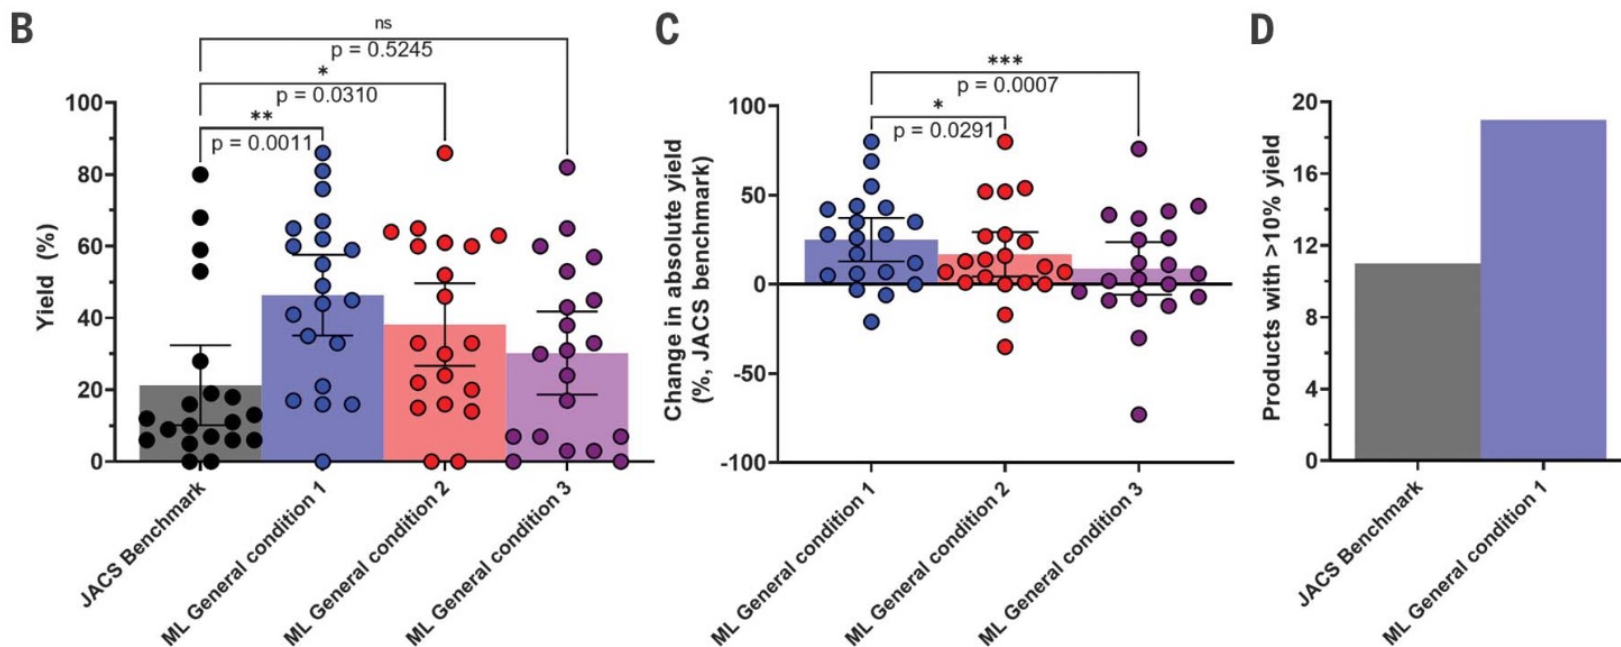 B
ns
p = 0.5245
*
p = 0.0310
**
p = 0.0011
100
80
60
40
20
0
Yield (%)
JACS Benchmark
ML General condition 1
ML General condition 2
ML General condition 3
C
***
p = 0.0007
*
p = 0.0291
100
50
0
-50
-100
Change in absolute yield
(%, JACS benchmark)
ML General condition 1
ML General condition 2
ML General condition 3
D
20
16
12
8
4
0
Products with >10% yield
JACS Benchmark
ML General condition 1